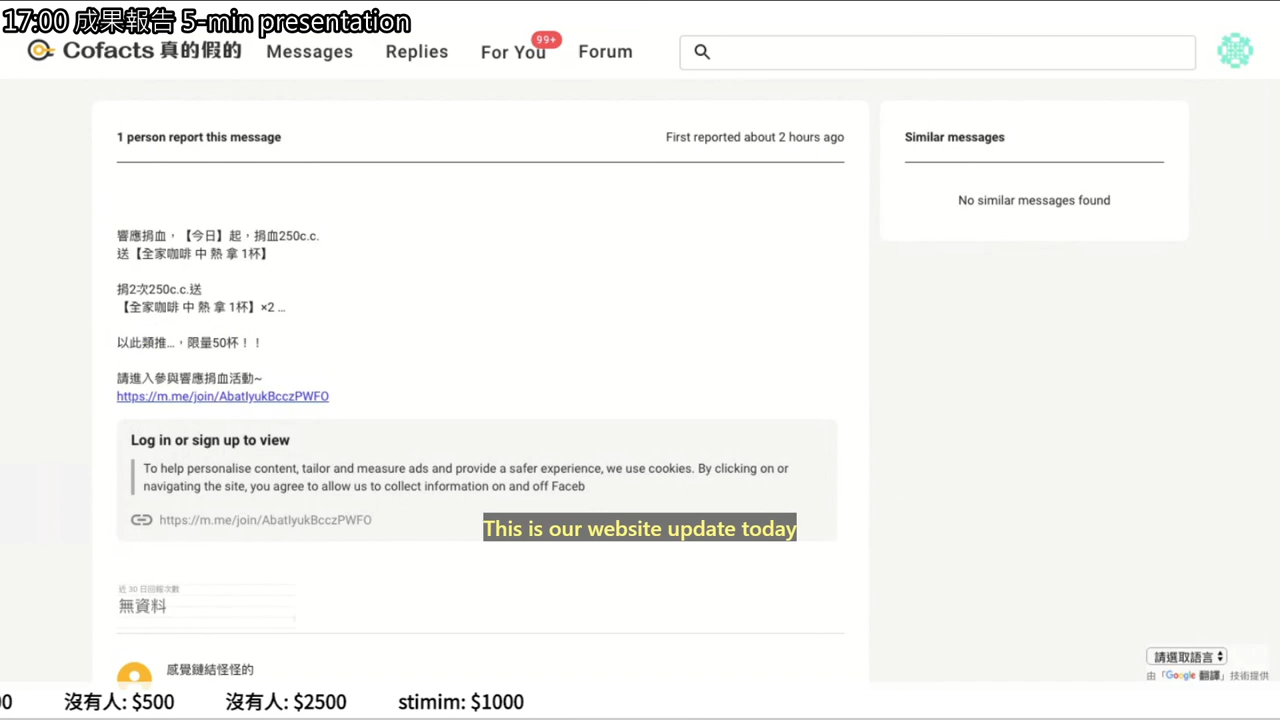 17:00 成果報告 5-min presentation
Cofacts 真的假的 Messages Replies For You 99+ Forum
1 person report this message
First reported about 2 hours ago
Similar messages
No similar messages found
響應捐血，【今日】起，捐血250c.c.
送【全家咖啡 中 熱 拿 1杯】
捐2次250c.c.送
【全家咖啡 中 熱 拿 1杯】×2 ...
以此類推...，限量50杯！！
請進入參與響應捐血活動~
https://m.me/join/AbatIyukBcczPWFO
Log in or sign up to view
To help personalise content, tailor and measure ads and provide a safer experience, we use cookies. By clicking on or
navigating the site, you agree to allow us to collect information on and off Faceb
https://m.me/join/AbatIyukBcczPWFO
This is our website update today
近 30 日回報次數
無資料
感覺鏈結怪怪的
請選取語言
由「Google 翻譯」技術提供
0 沒有人: $500 沒有人: $2500 stimim: $1000